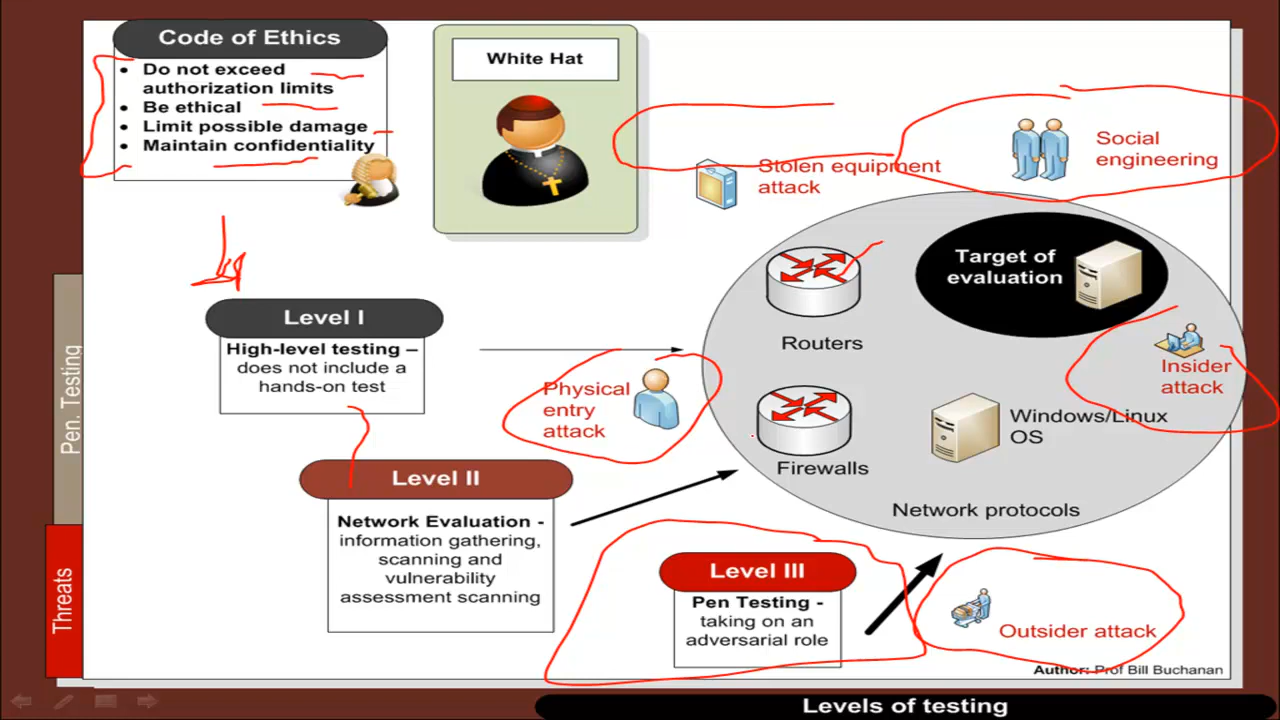 Code of Ethics
• Do not exceed
authorization limits
• Be ethical
• Limit possible damage
• Maintain confidentiality
White Hat
Stolen equipment
attack
Social
engineering
Target of
evaluation
Routers
Insider
attack
Level I
High-level testing –
does not include a
hands-on test
Physical
entry
attack
Windows/Linux
OS
Firewalls
Network protocols
Level II
Network Evaluation -
information gathering,
scanning and
vulnerability
assessment scanning
Level III
Pen Testing -
taking on an
adversarial role
Outsider attack
Author: Prof Bill Buchanan
Pen. Testing
Threats
Levels of testing